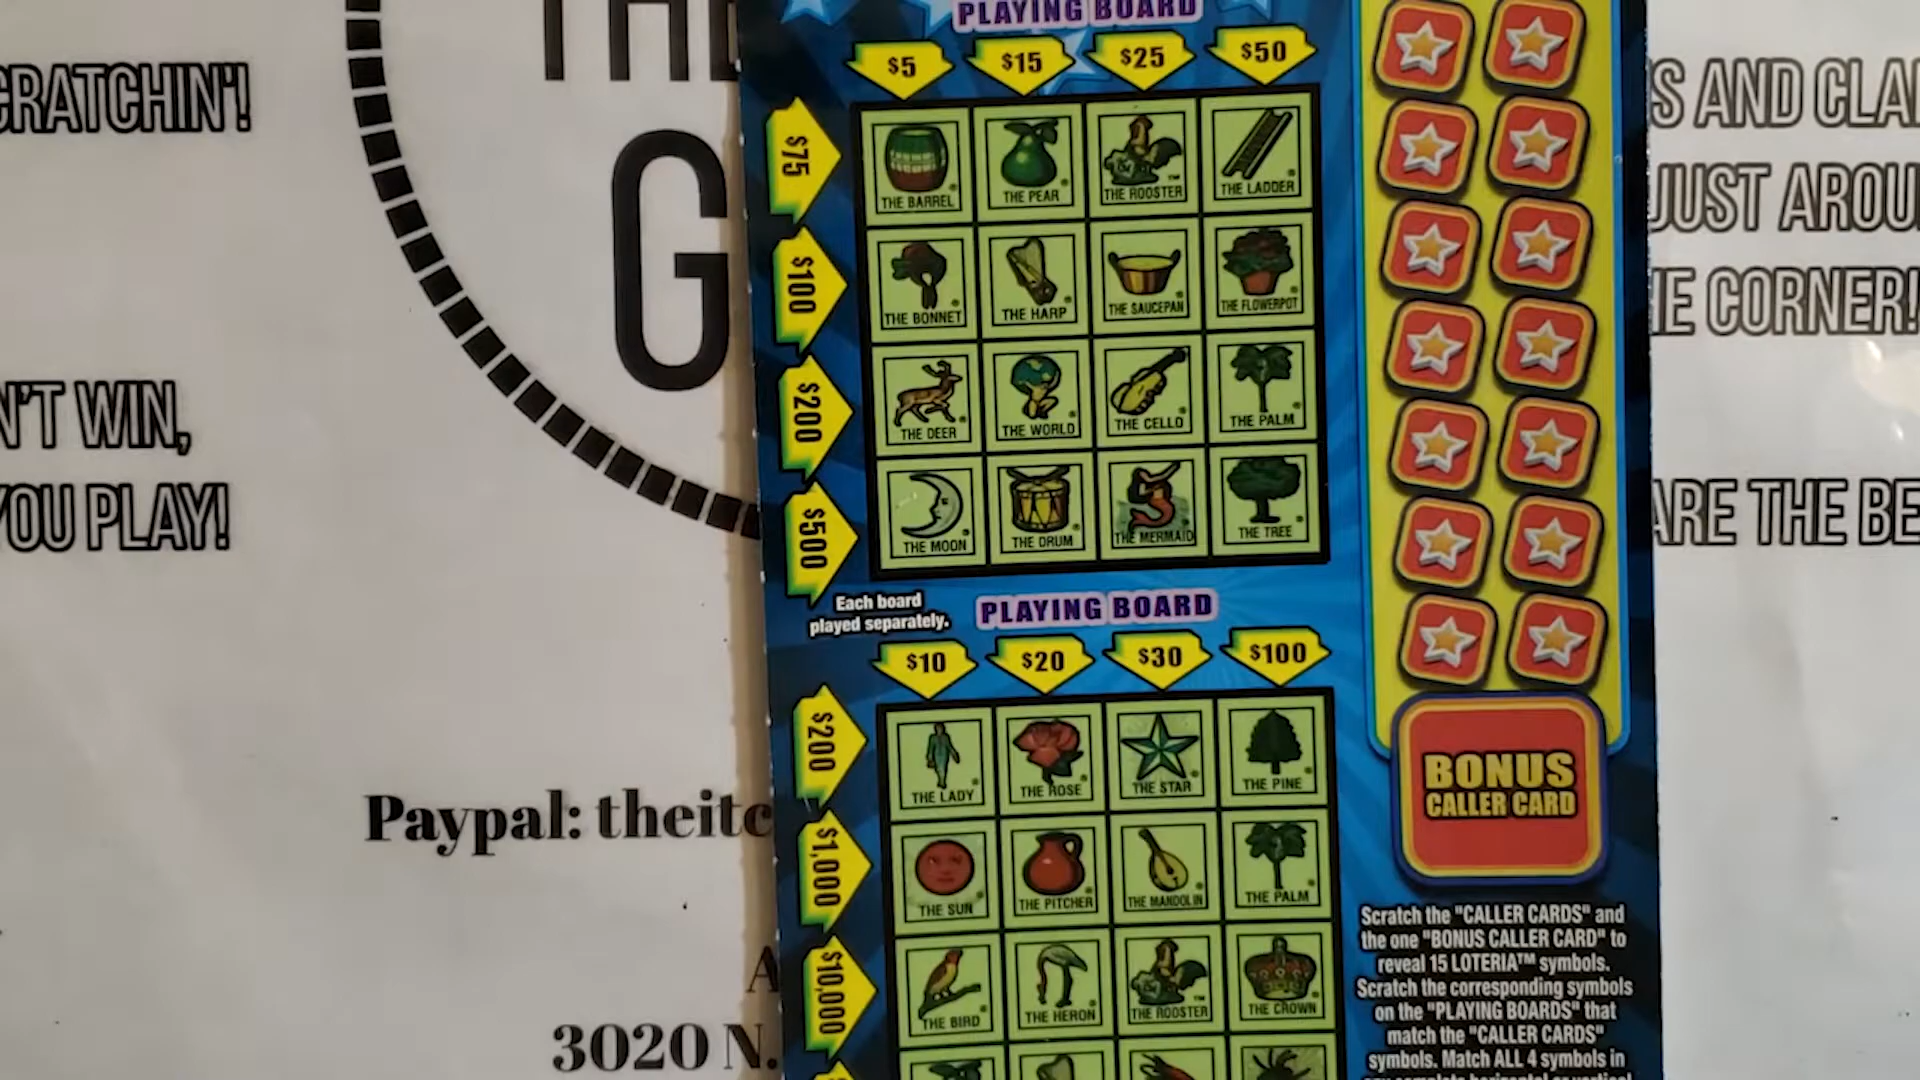 CRATCHIN'!
N'T WIN,
YOU PLAY!
THE
G
Paypal: theitc
A
3020 N.
PLAYING BOARD
$5 $15 $25 $50
$75
THE BARREL THE PEAR THE ROOSTER THE LADDER
$100
THE BONNET THE HARP THE SAUCEPAN THE FLOWERPOT
$200
THE DEER THE WORLD THE CELLO THE PALM
$500
THE MOON THE DRUM THE MERMAID THE TREE
Each board
played separately.
PLAYING BOARD
$10 $20 $30 $100
$200
THE LADY THE ROSE THE STAR THE PINE
$1,000
THE SUN THE PITCHER THE MANDOLIN THE PALM
$10,000
THE BIRD THE HERON THE ROOSTER THE CROWN
BONUS
CALLER CARD
Scratch the "CALLER CARDS" and
the one "BONUS CALLER CARD" to
reveal 15 LOTERIA™ symbols.
Scratch the corresponding symbols
on the "PLAYING BOARDS" that
match the "CALLER CARDS"
symbols. Match ALL 4 symbols in
S AND CLA
JUST AROU
HE CORNER!
ARE THE BE